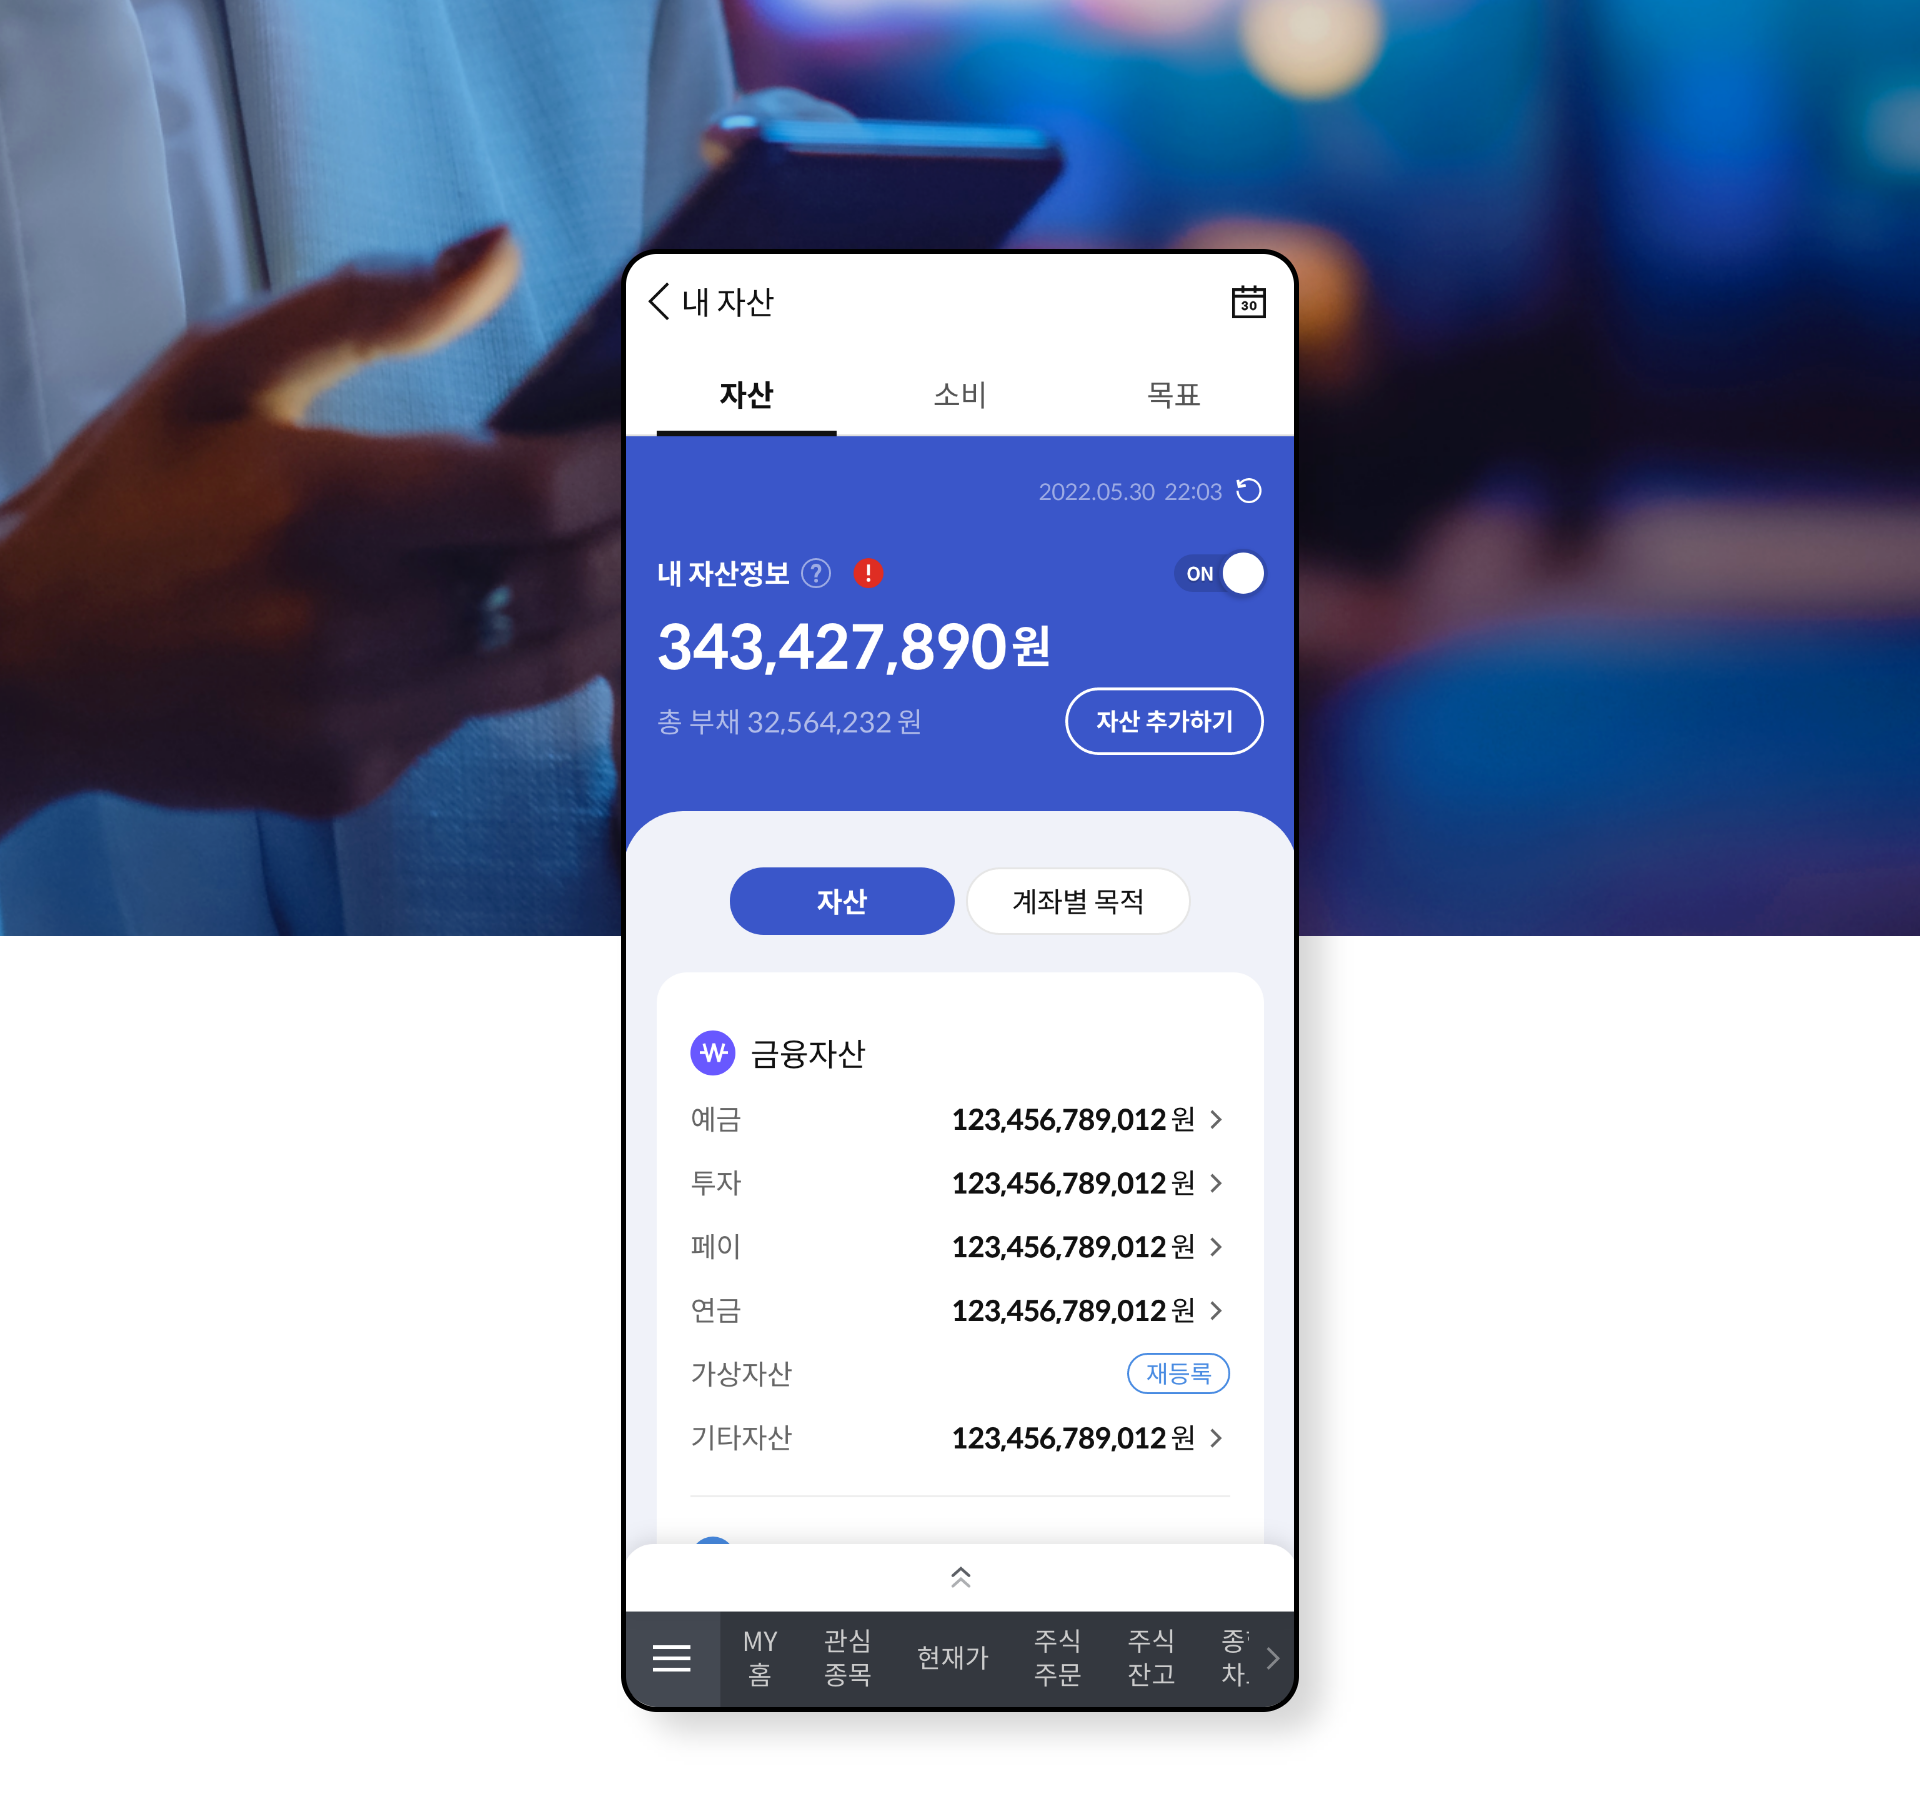 내 자산
30
자산 소비 목표
2022.05.30 22:03
내 자산정보 ? ! ON
343,427,890원
총 부채 32,564,232 원
자산 추가하기
자산 계좌별 목적
₩ 금융자산
예금 123,456,789,012 원
투자 123,456,789,012 원
페이 123,456,789,012 원
연금 123,456,789,012 원
가상자산 재등록
기타자산 123,456,789,012 원
MY 홈
관심 종목
현재가
주식 주문
주식 잔고